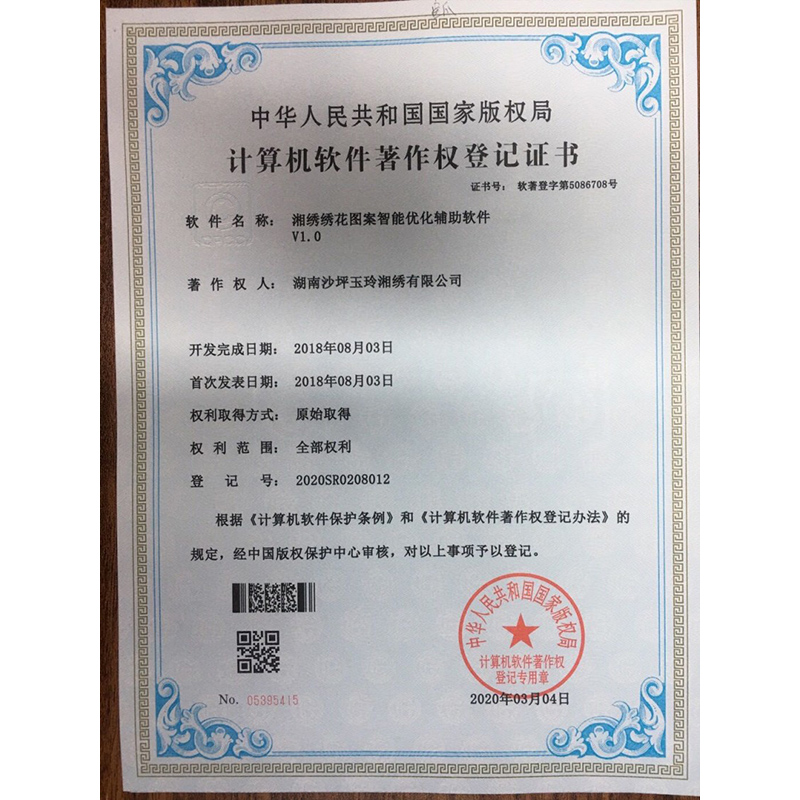 中华人民共和国国家版权局
计算机软件著作权登记证书
证书号： 软著登字第5086708号
软件名称： 湘绣绣花图案智能优化辅助软件
V1.0
著作权人： 湖南沙坪玉玲湘绣有限公司
开发完成日期： 2018年08月03日
首次发表日期： 2018年08月03日
权利取得方式： 原始取得
权利范围： 全部权利
登记号： 2020SR0208012
根据《计算机软件保护条例》和《计算机软件著作权登记办法》的
规定，经中国版权保护中心审核，对以上事项予以登记。
中华人民共和国国家版权局
计算机软件著作权
登记专用章
No. 05395415
2020年03月04日